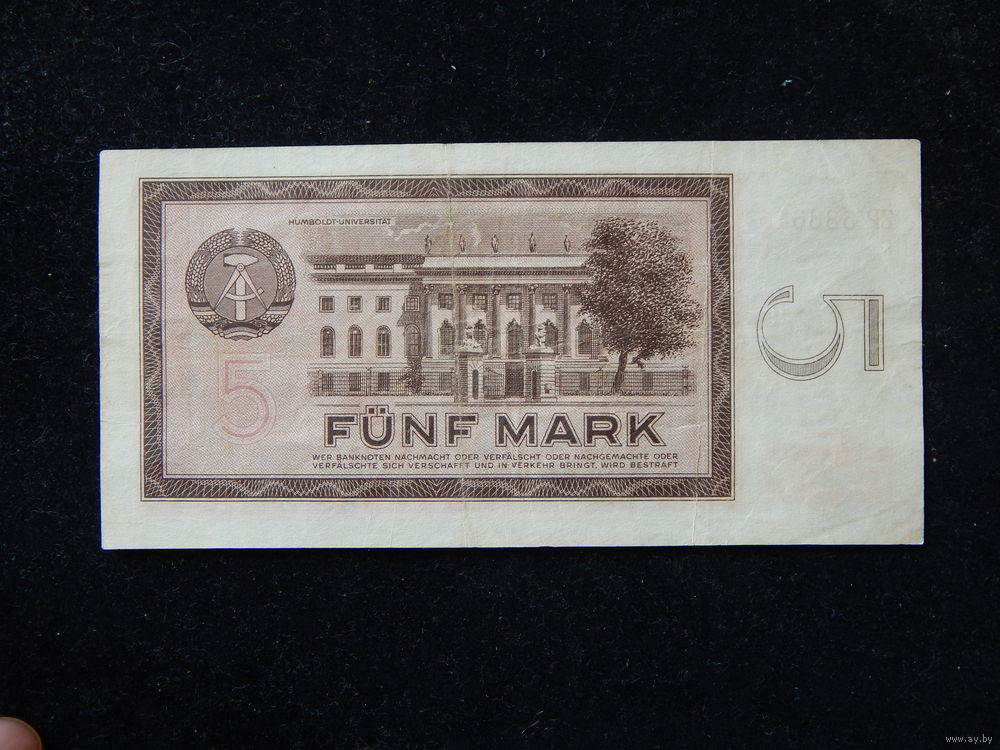 HUMBOLDT-UNIVERSITÄT
5
5
FÜNF MARK
WER BANKNOTEN NACHMACHT ODER VERFÄLSCHT ODER NACHGEMACHTE ODER
VERFÄLSCHTE SICH VERSCHAFFT UND IN VERKEHR BRINGT, WIRD BESTRAFT
www.ay.by